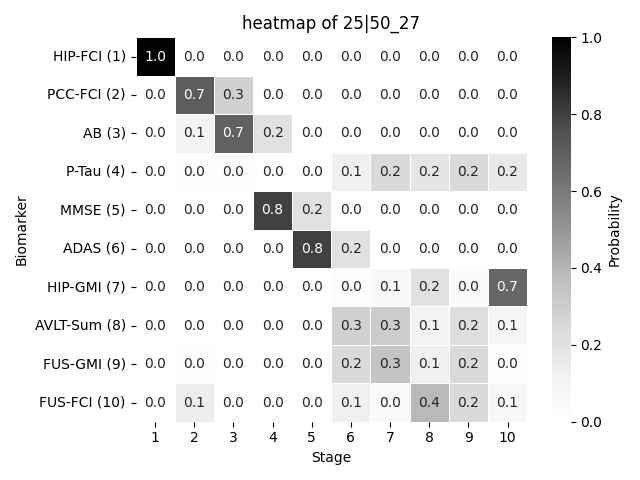 heatmap of 25|50_27
HIP-FCI (1) 1.0 0.0 0.0 0.0 0.0 0.0 0.0 0.0 0.0 0.0
PCC-FCI (2) 0.0 0.7 0.3 0.0 0.0 0.0 0.0 0.0 0.0 0.0
AB (3) 0.0 0.1 0.7 0.2 0.0 0.0 0.0 0.0 0.0 0.0
P-Tau (4) 0.0 0.0 0.0 0.0 0.0 0.1 0.2 0.2 0.2 0.2
MMSE (5) 0.0 0.0 0.0 0.8 0.2 0.0 0.0 0.0 0.0 0.0
ADAS (6) 0.0 0.0 0.0 0.0 0.8 0.2 0.0 0.0 0.0 0.0
HIP-GMI (7) 0.0 0.0 0.0 0.0 0.0 0.0 0.1 0.2 0.0 0.7
AVLT-Sum (8) 0.0 0.0 0.0 0.0 0.0 0.3 0.3 0.1 0.2 0.1
FUS-GMI (9) 0.0 0.0 0.0 0.0 0.0 0.2 0.3 0.1 0.2 0.0
FUS-FCI (10) 0.0 0.1 0.0 0.0 0.0 0.1 0.0 0.4 0.2 0.1
1 2 3 4 5 6 7 8 9 10
Stage
Biomarker
1.0
0.8
0.6
0.4
0.2
0.0
Probability